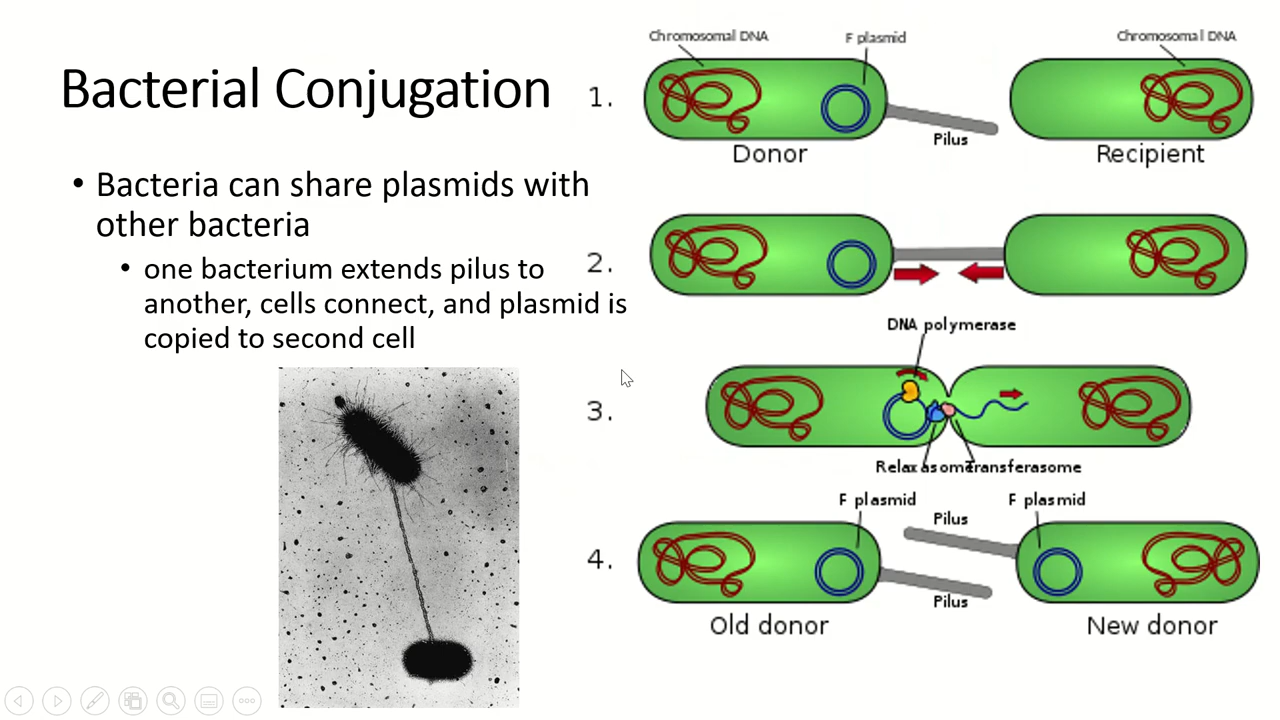 Bacterial Conjugation
• Bacteria can share plasmids with
other bacteria
• one bacterium extends pilus to
another, cells connect, and plasmid is
copied to second cell
Chromosomal DNA
F plasmid
Chromosomal DNA
1.
Pilus
Donor
Recipient
2.
DNA polymerase
3.
Relaxasome
Transferasome
F plasmid
F plasmid
Pilus
4.
Pilus
Old donor
New donor